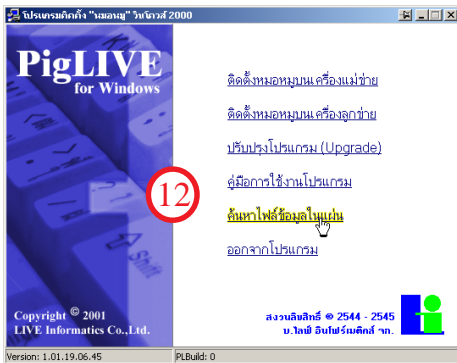 โปรแกรมติดตั้ง "หมอหมู" วินโดวส์ 2000
PigLIVE
for Windows
ติดตั้งหมอหมูบนเครื่องแม่ข่าย
ติดตั้งหมอหมูบนเครื่องลูกข่าย
ปรับปรุงโปรแกรม (Upgrade)
คู่มือการใช้งานโปรแกรม
12
ค้นหาไฟล์ข้อมูลในแผ่น
ออกจากโปรแกรม
Shift
Copyright © 2001
LIVE Informatics Co.,Ltd.
สงวนลิขสิทธิ์ © 2544 - 2545
บ.ไลฟ์ อินโฟร์เมติกส์ จก.
Version: 1.01.19.06.45
PLBuild: 0